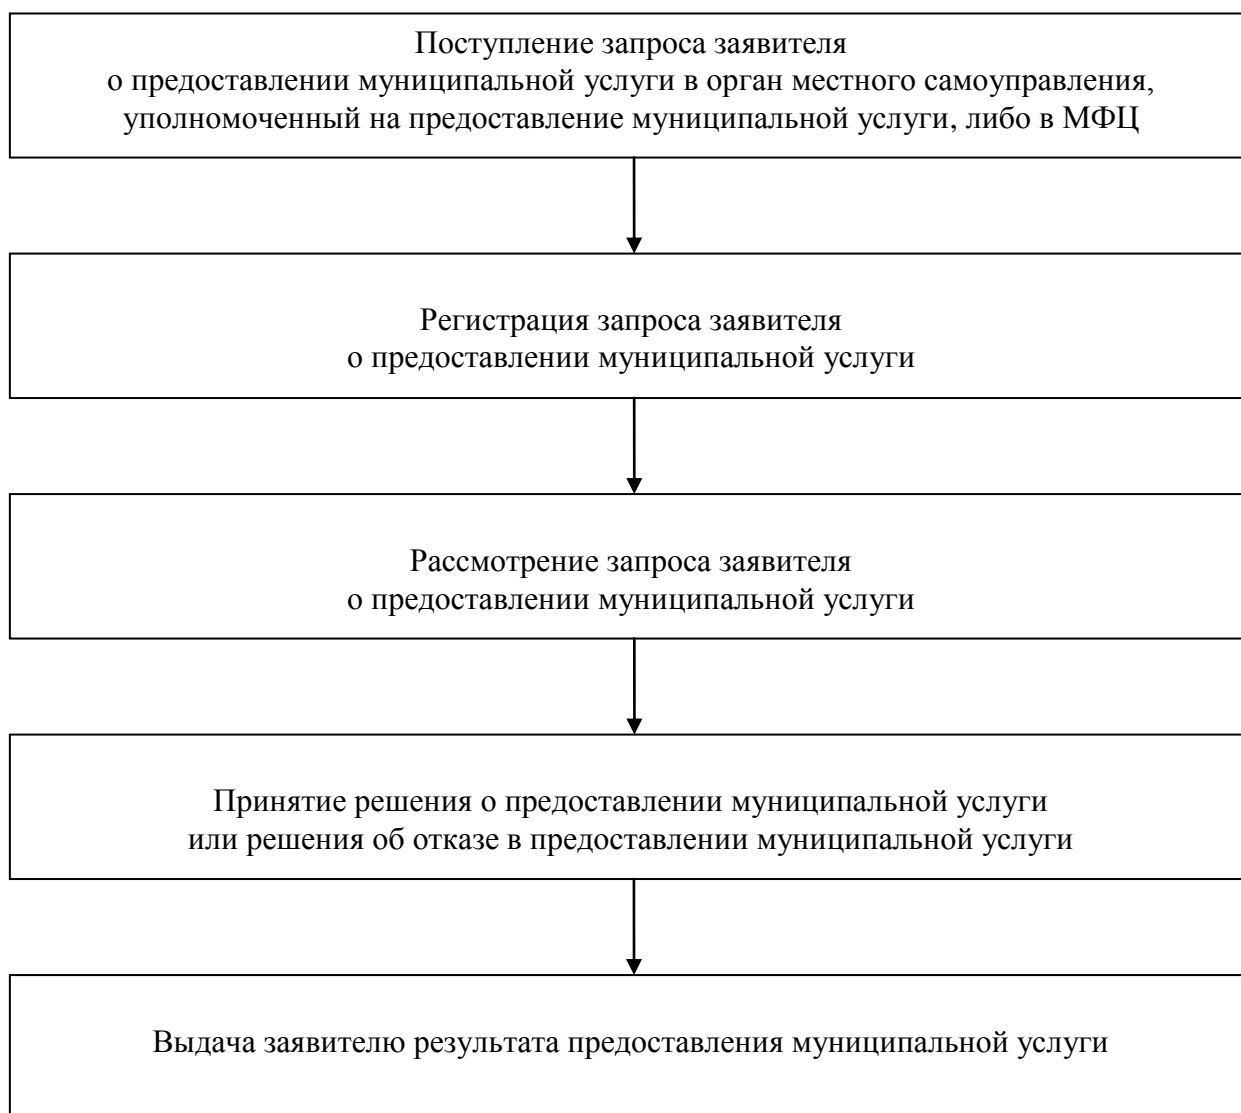 Поступление запроса заявителя
о предоставлении муниципальной услуги в орган местного самоуправления,
уполномоченный на предоставление муниципальной услуги, либо в МФЦ
Регистрация запроса заявителя
о предоставлении муниципальной услуги
Рассмотрение запроса заявителя
о предоставлении муниципальной услуги
Принятие решения о предоставлении муниципальной услуги
или решения об отказе в предоставлении муниципальной услуги
Выдача заявителю результата предоставления муниципальной услуги